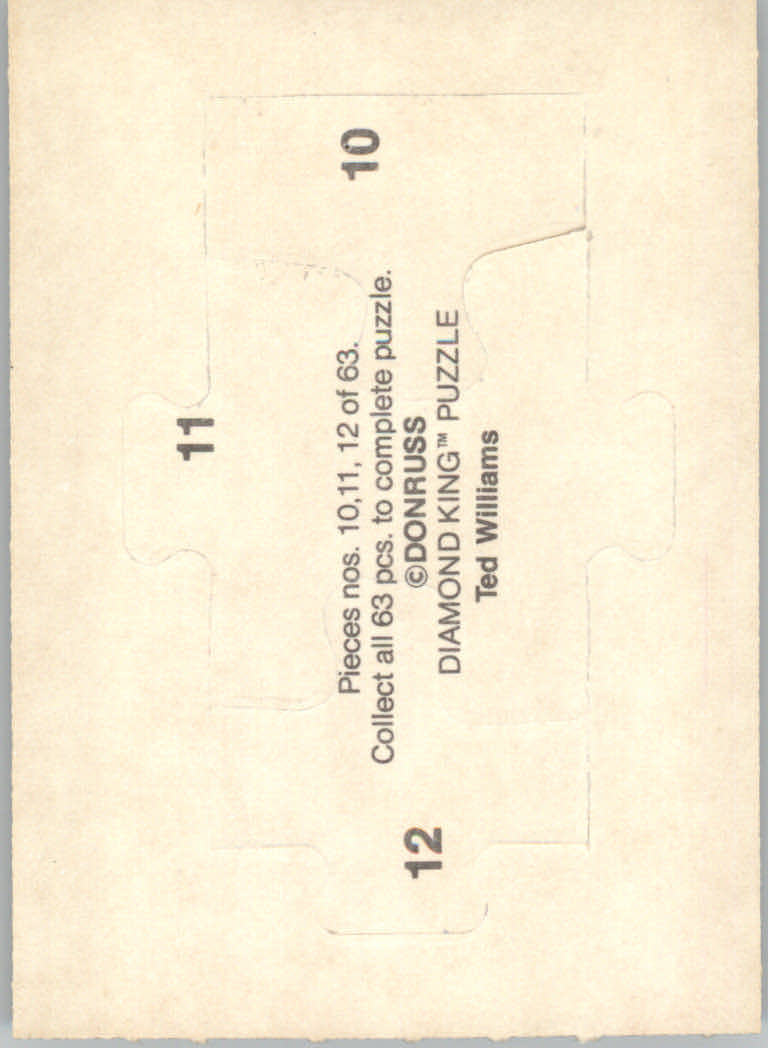 10
11
Pieces nos. 10,11, 12 of 63.
Collect all 63 pcs. to complete puzzle.
©DONRUSS
DIAMOND KING™ PUZZLE
Ted Williams
12